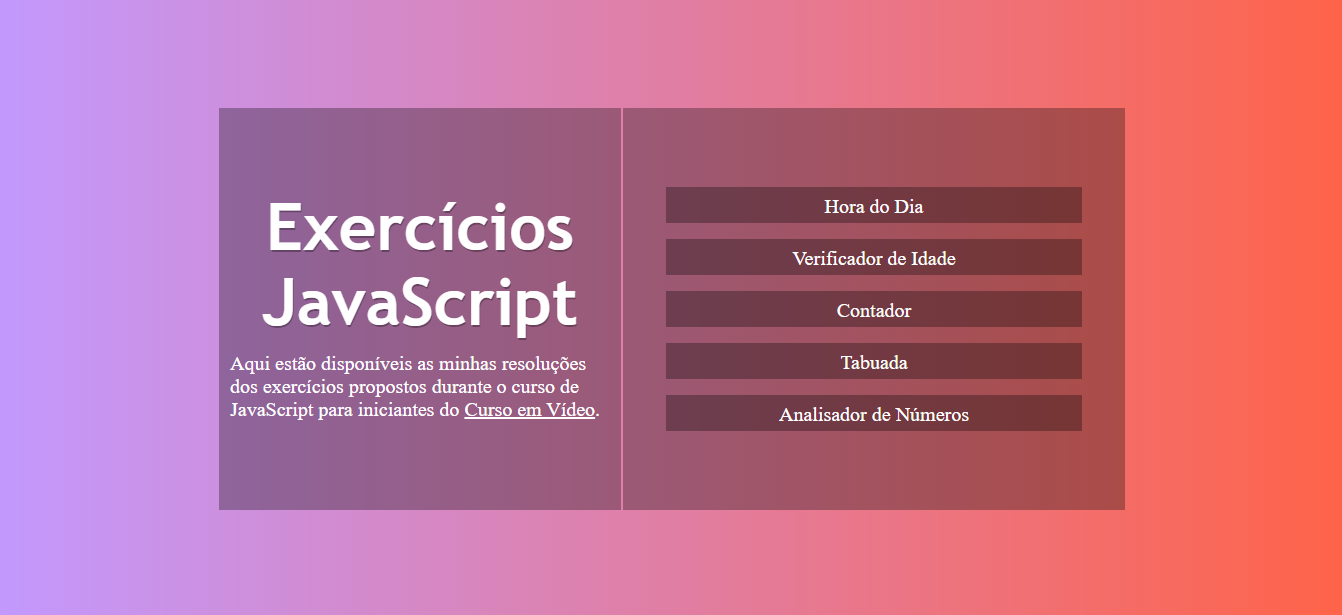 Exercícios
JavaScript
Aqui estão disponíveis as minhas resoluções
dos exercícios propostos durante o curso de
JavaScript para iniciantes do Curso em Vídeo.
Hora do Dia
Verificador de Idade
Contador
Tabuada
Analisador de Números